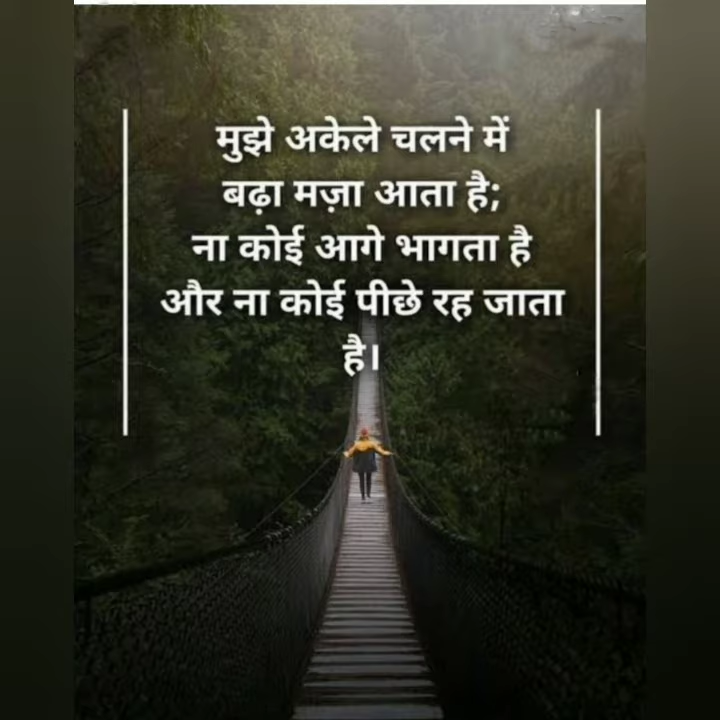 मुझे अकेले चलने में
बढ़ा मज़ा आता है;
ना कोई आगे भागता है
और ना कोई पीछे रह जाता
है।